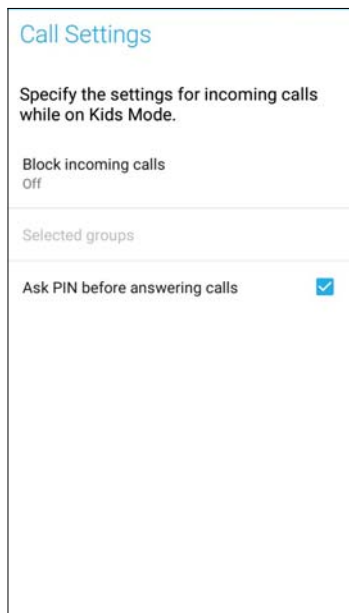 Call Settings
Specify the settings for incoming calls
while on Kids Mode.
Block incoming calls
Off
Selected groups
Ask PIN before answering calls